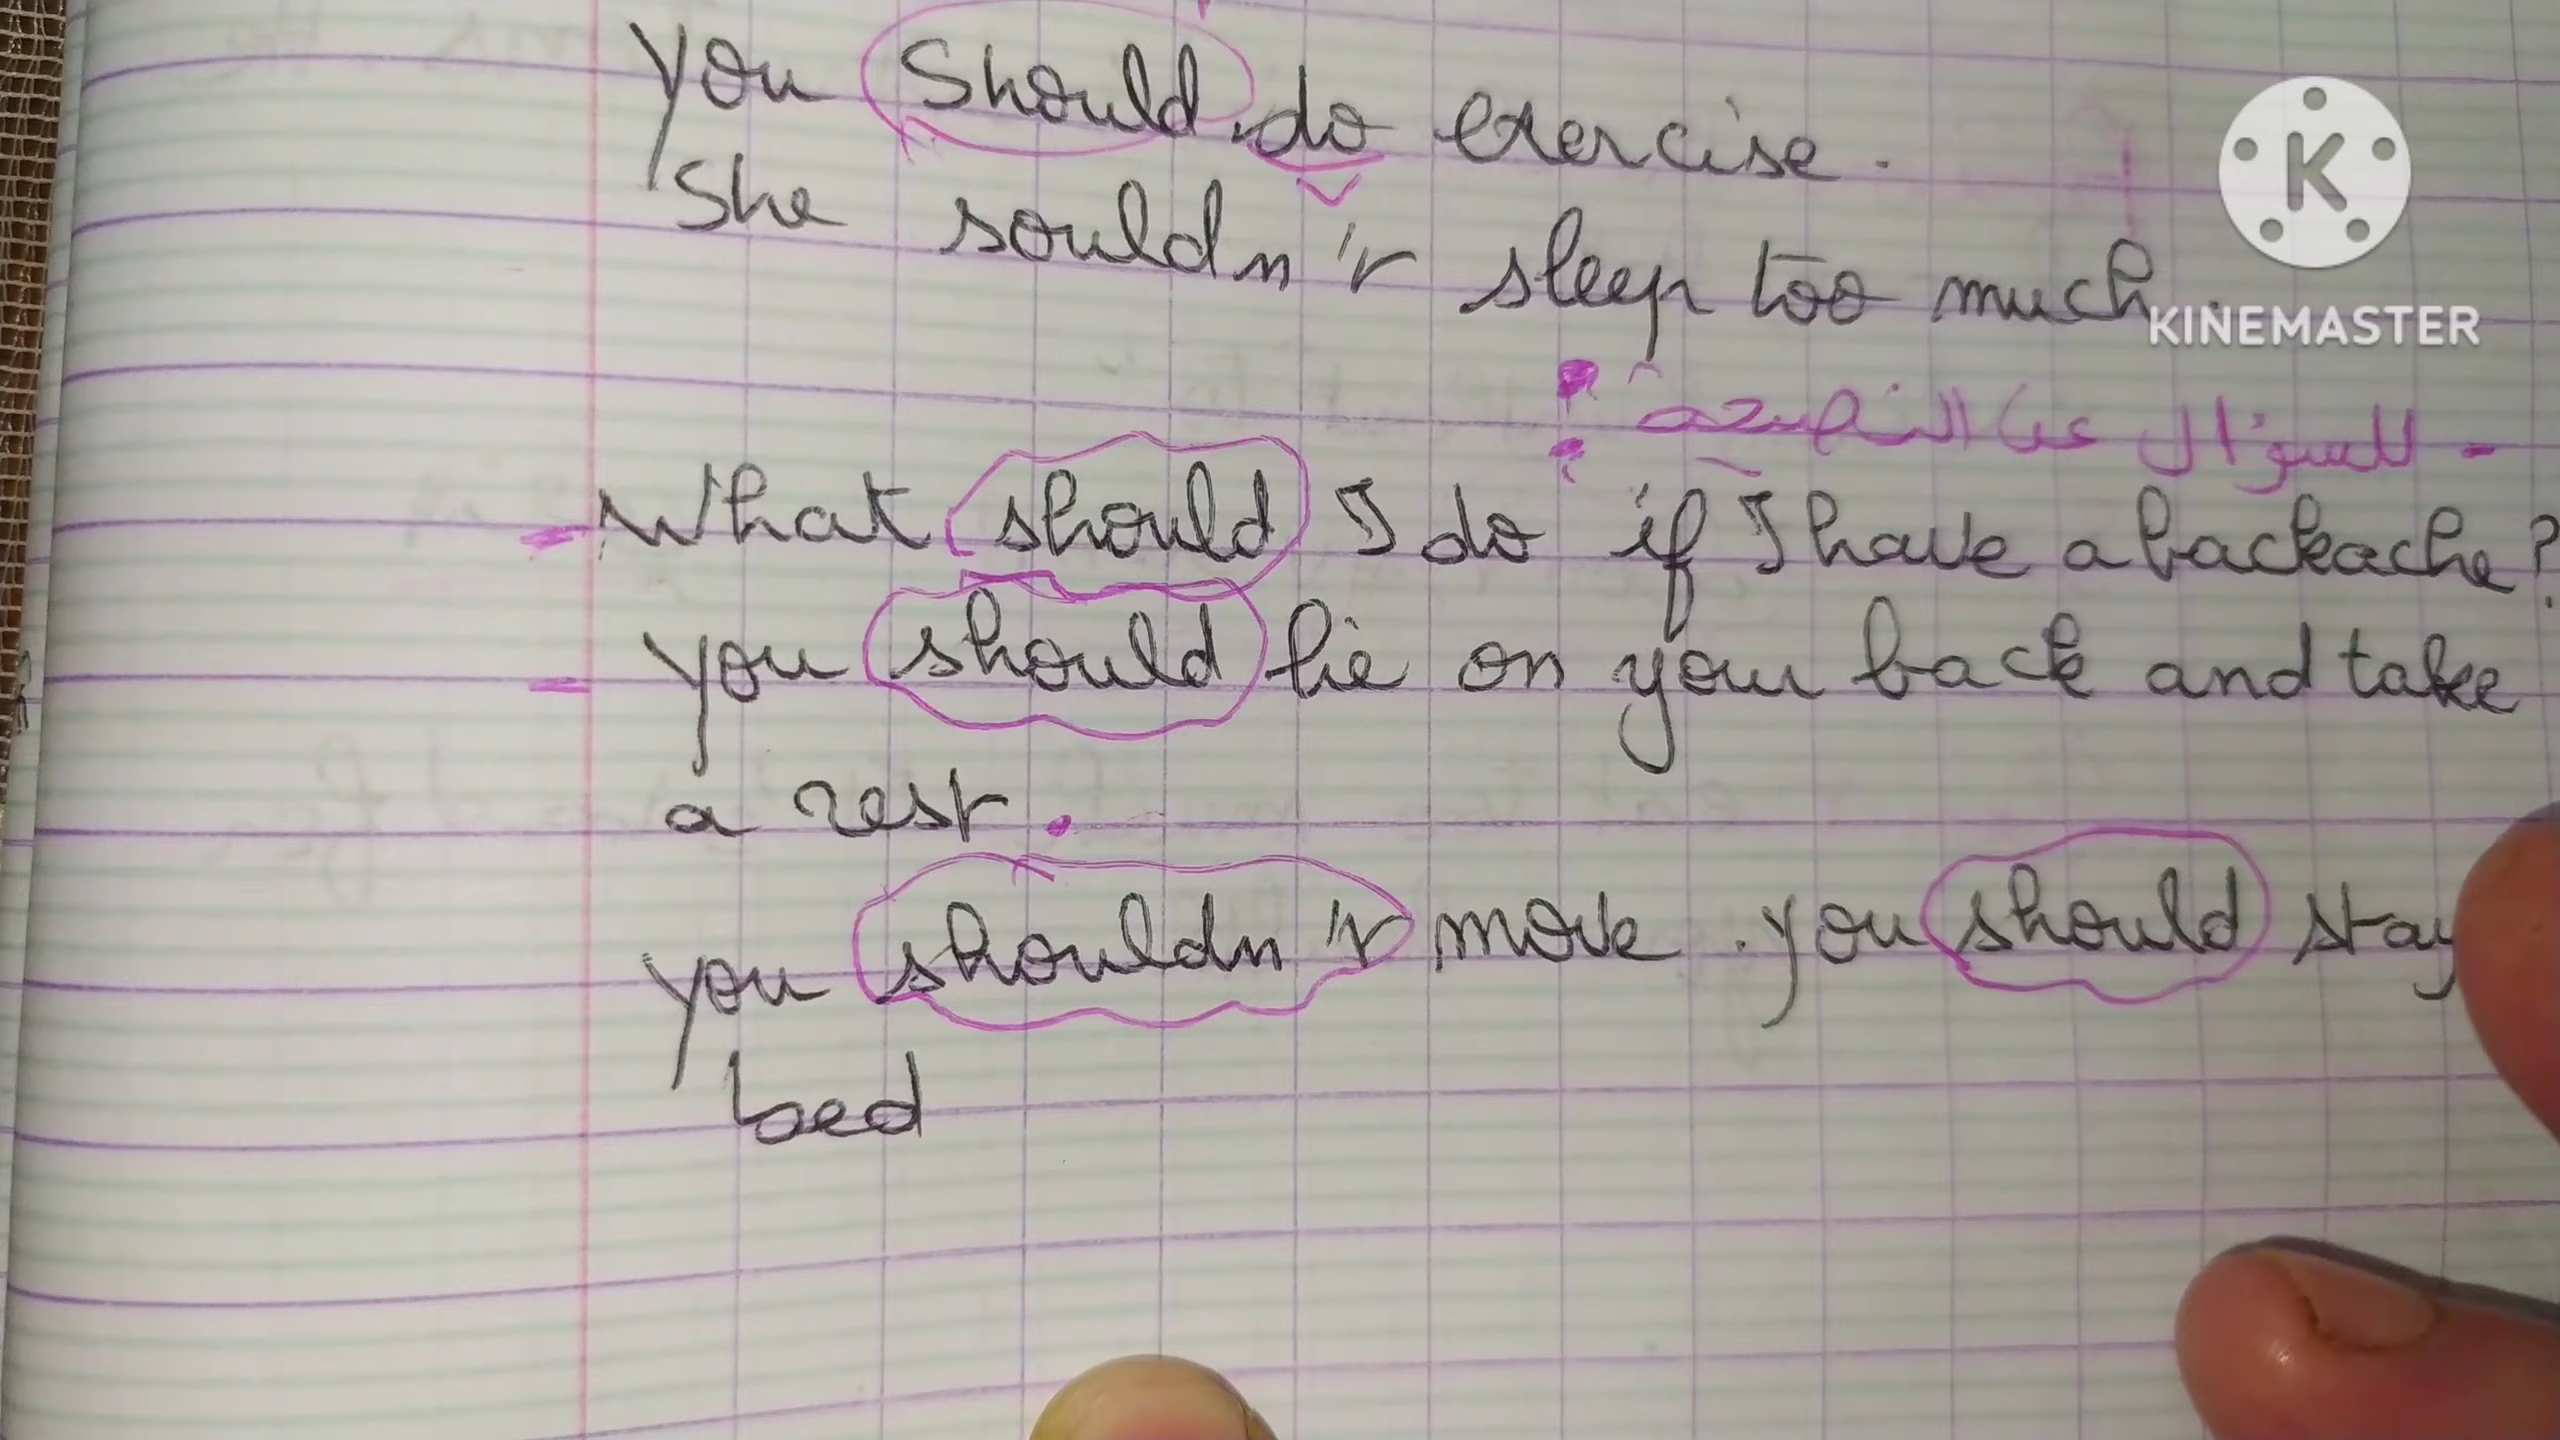 You should do exercise.
She souldn't sleep too much.
KINEMASTER
- للسؤال عن النصيحة :
- What should I do if I have a backache?
- you should lie on your back and take
a rest.
you shouldn't move. you should stay
bed